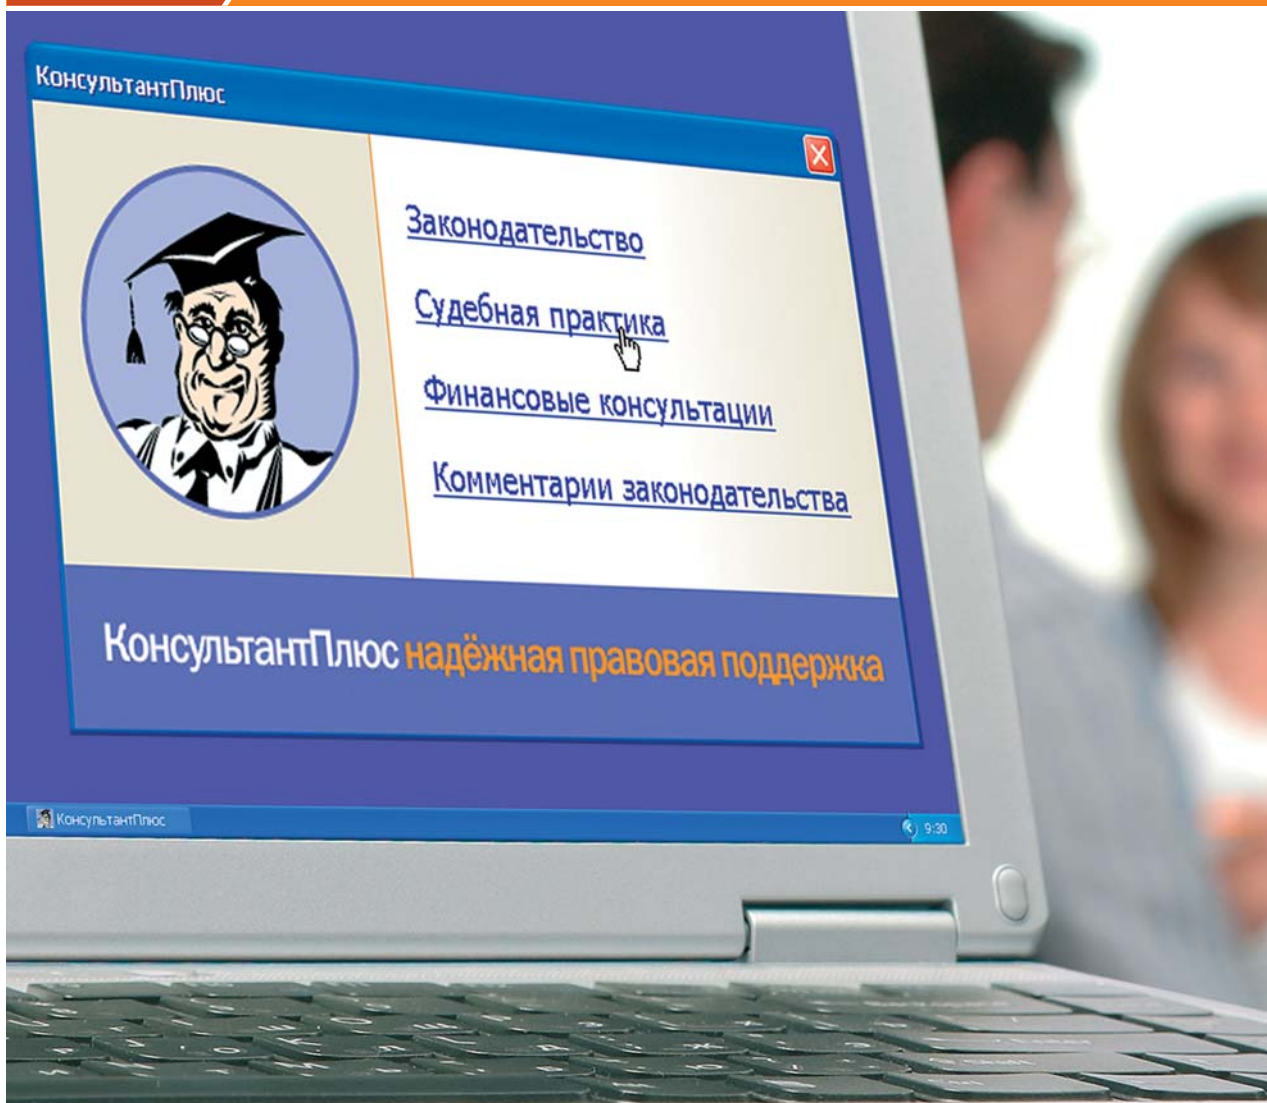 КонсультантПлюс
Законодательство
Судебная практика
Финансовые консультации
Комментарии законодательства
КонсультантПлюс надёжная правовая поддержка
КонсультантПлюс
9:30